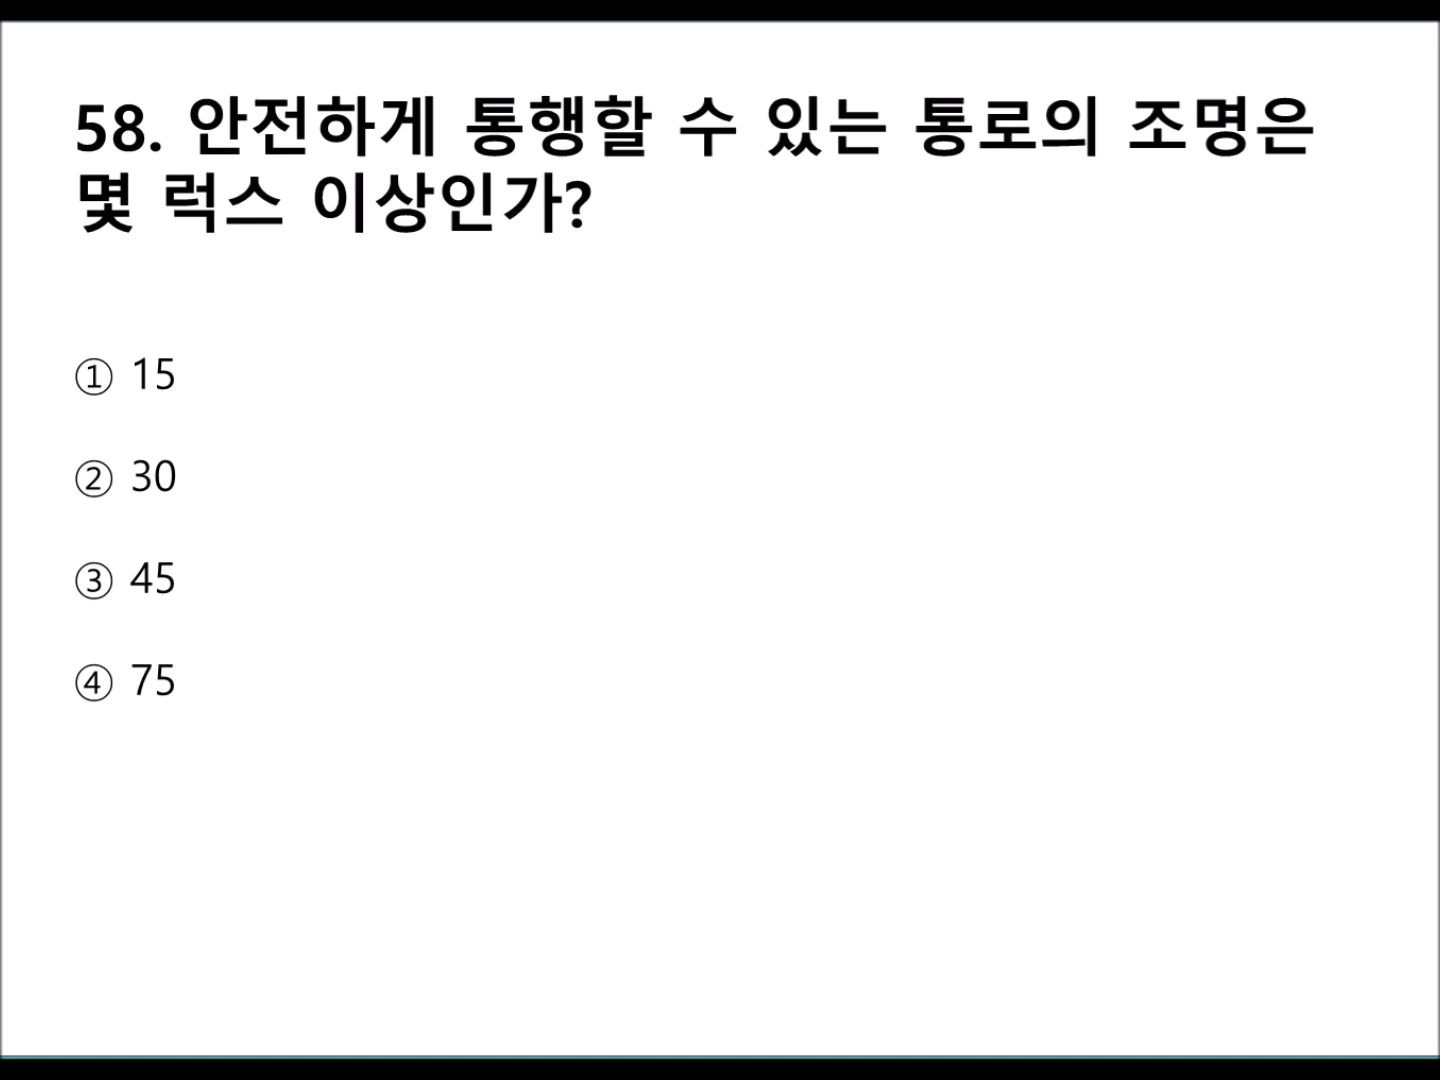 58. 안전하게 통행할 수 있는 통로의 조명은
몇 럭스 이상인가?
① 15
② 30
③ 45
④ 75